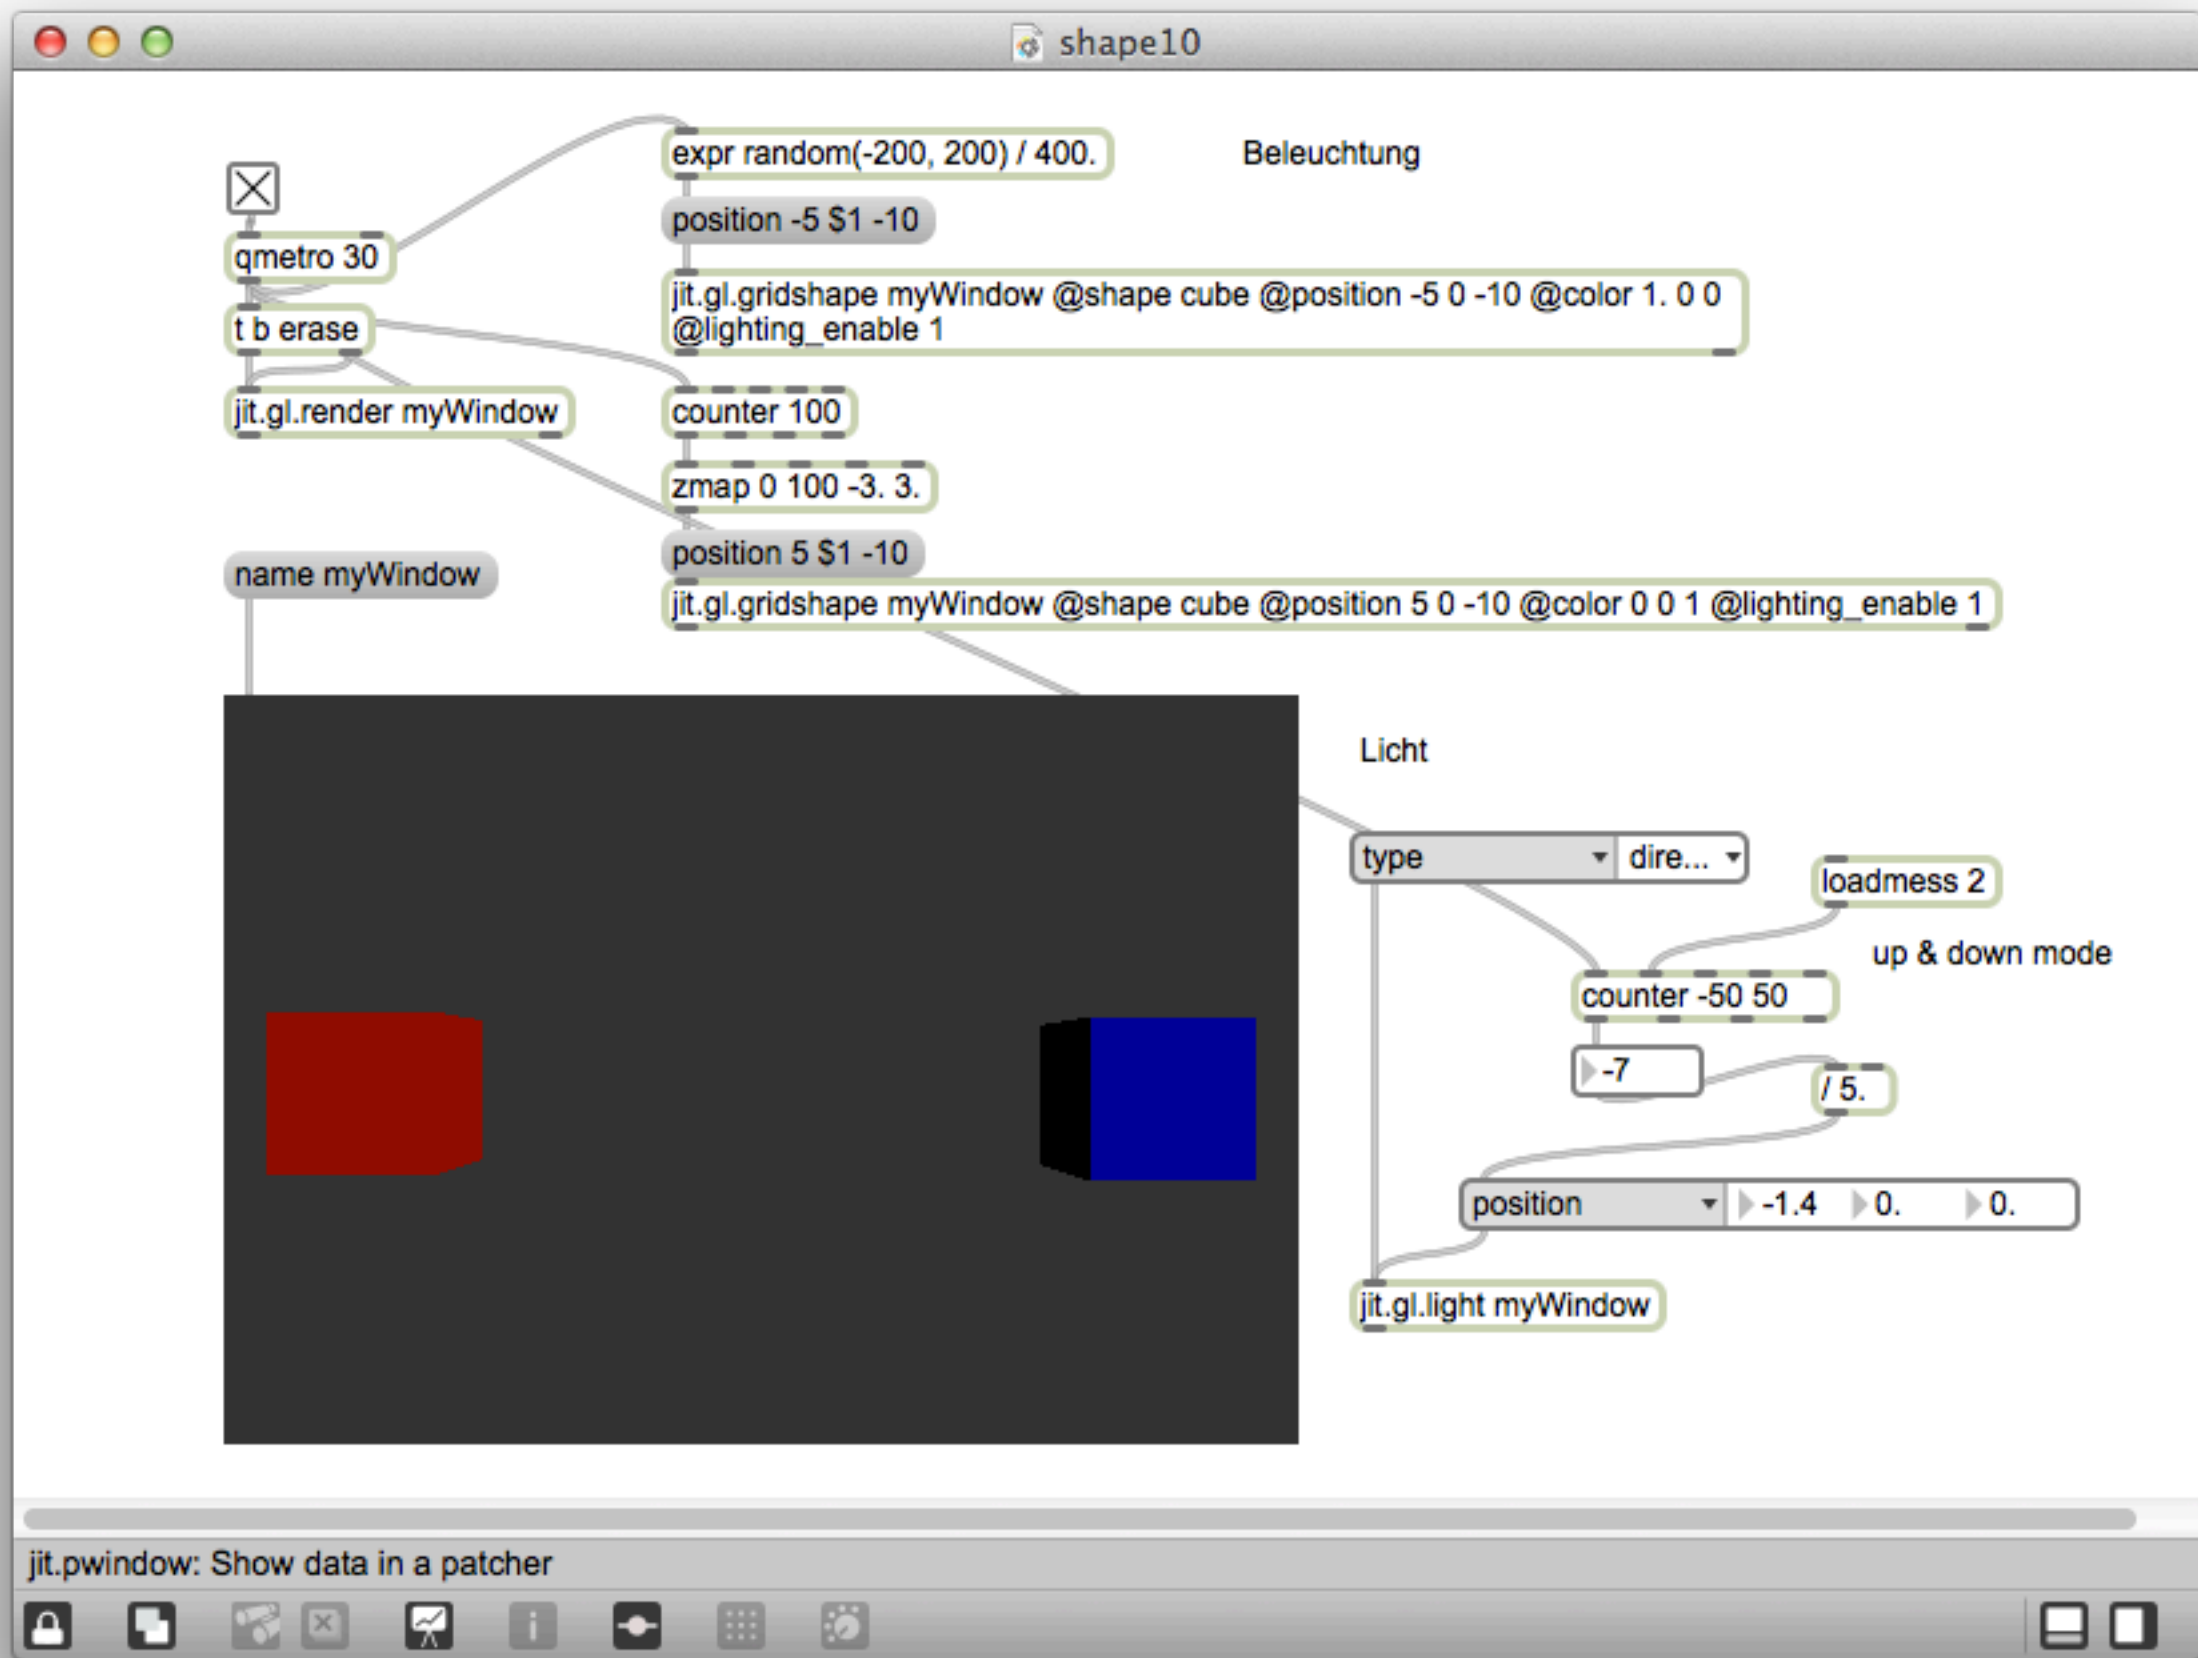 shape10
expr random(-200, 200) / 400.
Beleuchtung
position -5 $1 -10
qmetro 30
jit.gl.gridshape myWindow @shape cube @position -5 0 -10 @color 1. 0 0
@lighting_enable 1
t b erase
jit.gl.render myWindow
counter 100
zmap 0 100 -3. 3.
position 5 $1 -10
name myWindow
jit.gl.gridshape myWindow @shape cube @position 5 0 -10 @color 0 0 1 @lighting_enable 1
Licht
type
dire...
loadmess 2
up & down mode
counter -50 50
-7
/ 5.
position
-1.4
0.
0.
jit.gl.light myWindow
jit.pwindow: Show data in a patcher